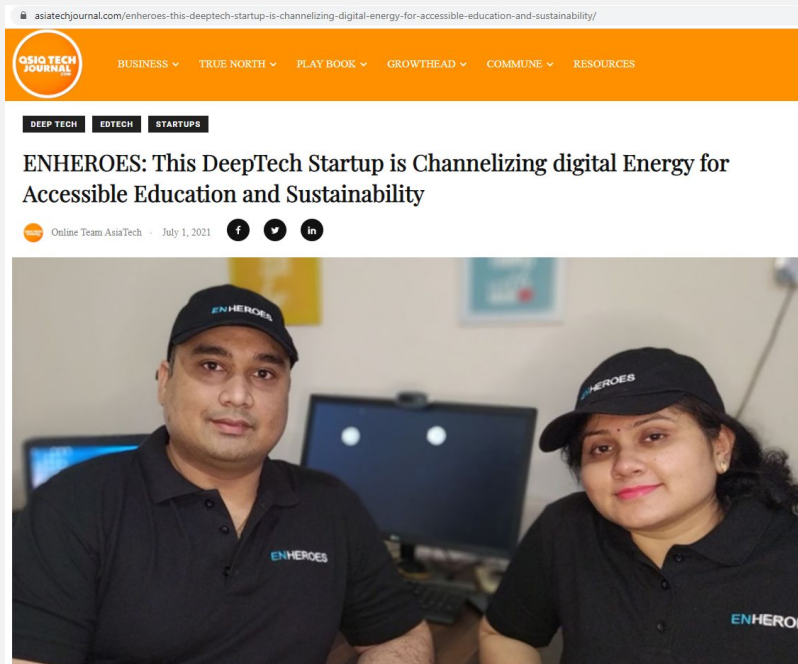 asiatechjournal.com/enheroes-this-deeptech-startup-is-channelizing-digital-energy-for-accessible-education-and-sustainability/
ASIA TECH
JOURNAL
.COM
BUSINESS TRUE NORTH PLAY BOOK GROWTHEAD COMMUNE RESOURCES
DEEP TECH EDTECH STARTUPS
ENHEROES: This DeepTech Startup is Channelizing digital Energy for
Accessible Education and Sustainability
Online Team AsiaTech - July 1, 2021 f in
ENHEROES
ENHEROES
ENHEROES